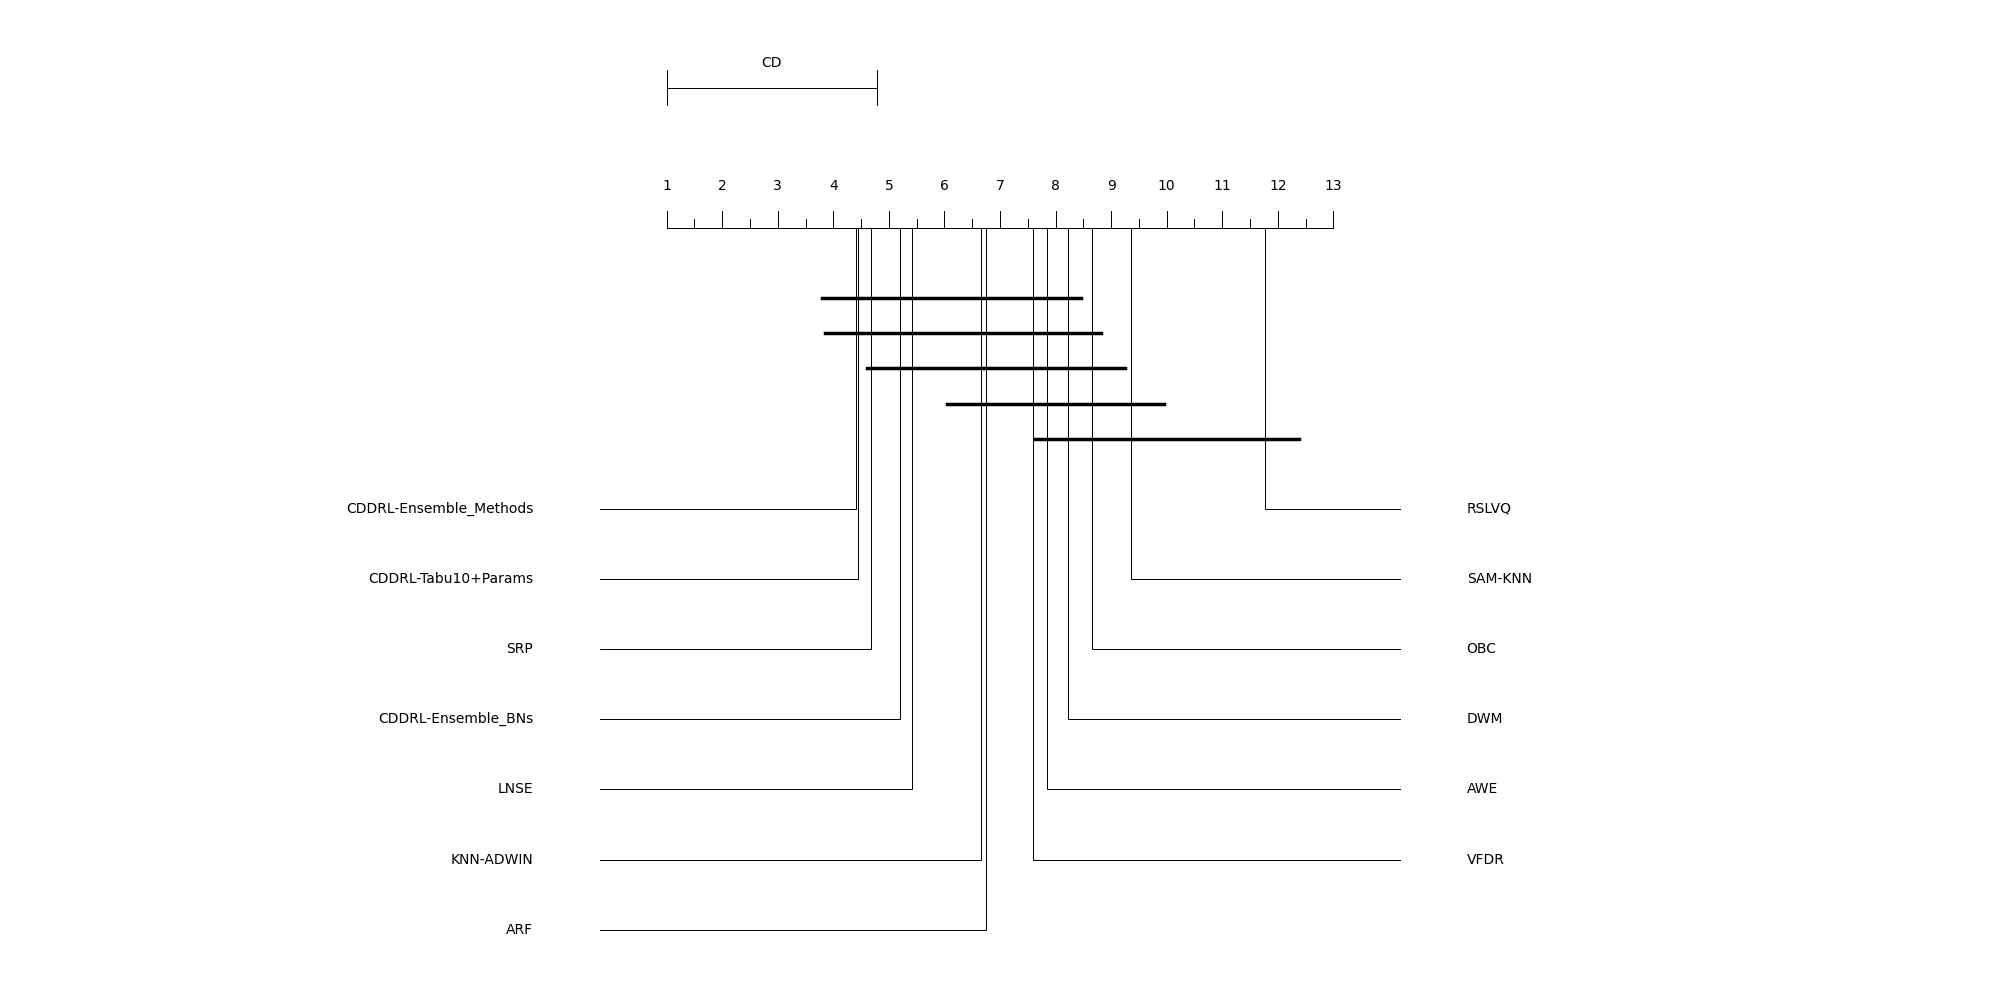 CD
1 2 3 4 5 6 7 8 9 10 11 12 13
CDDRL-Ensemble_Methods
RSLVQ
CDDRL-Tabu10+Params
SAM-KNN
SRP
OBC
CDDRL-Ensemble_BNs
DWM
LNSE
AWE
KNN-ADWIN
VFDR
ARF